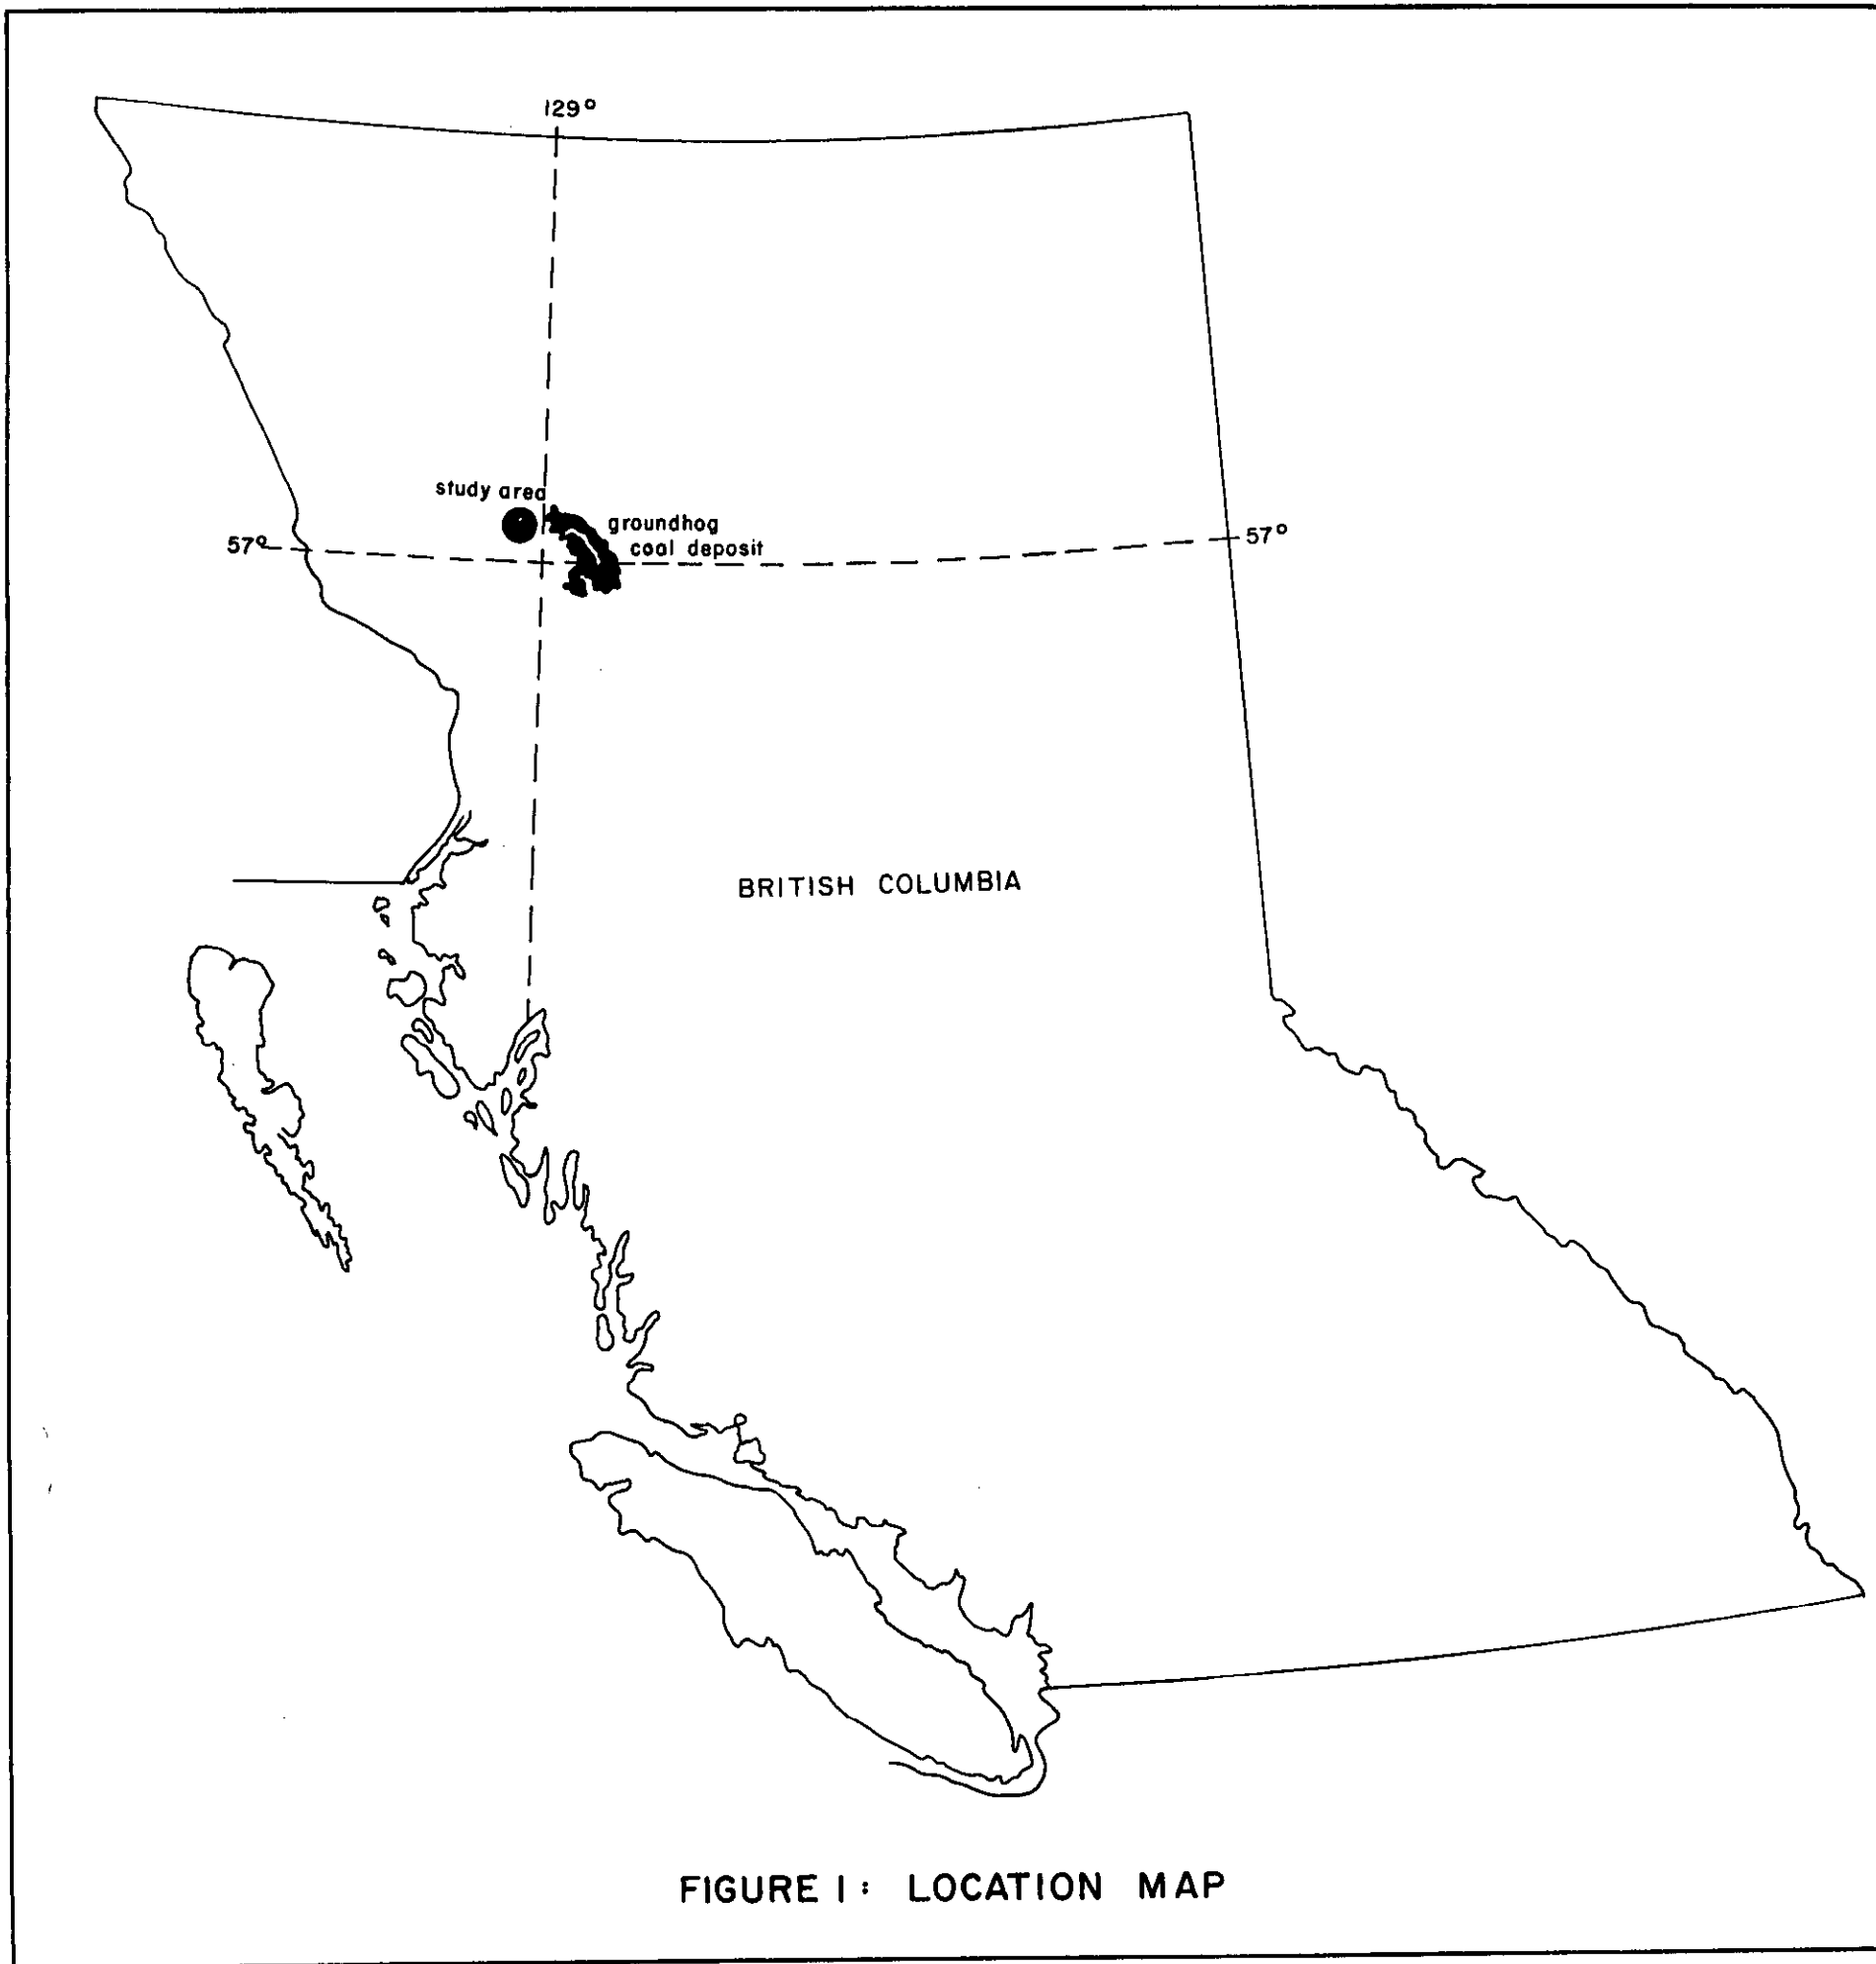 129°
study area
groundhog
coal deposit
57°
57°
BRITISH COLUMBIA
FIGURE 1: LOCATION MAP